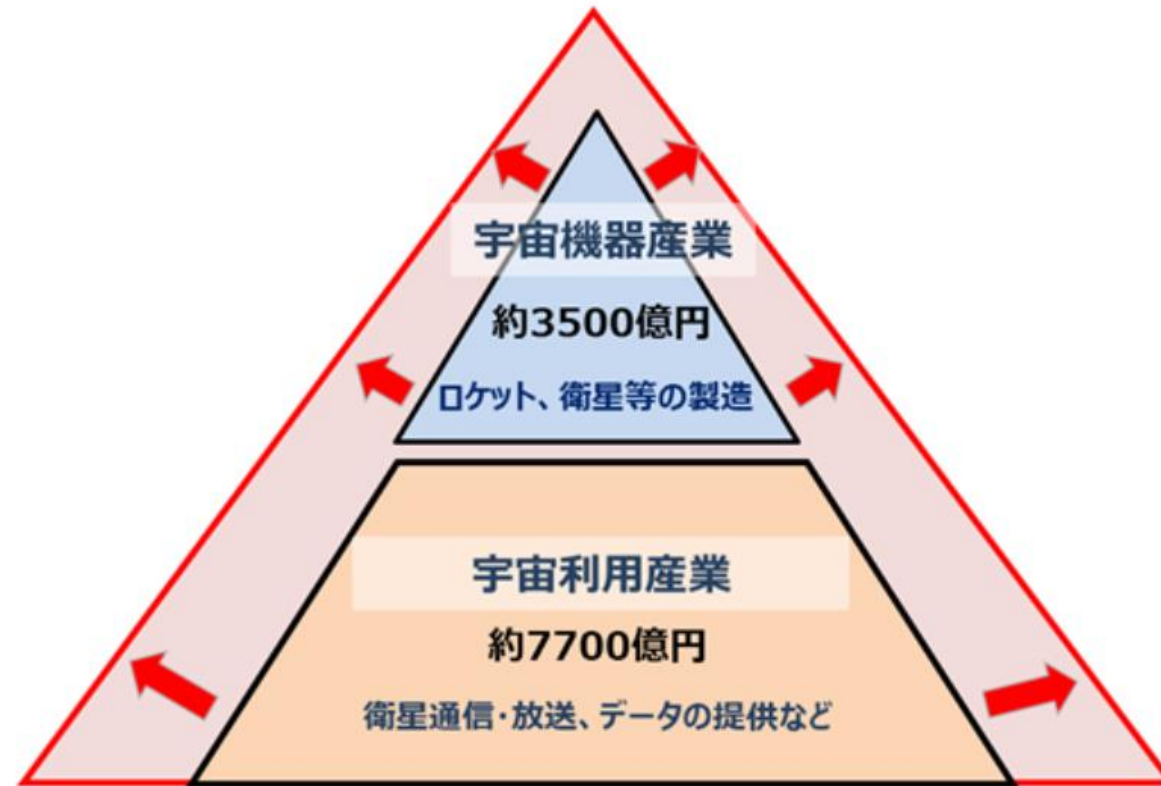 宇宙機器産業
約3500億円
ロケット、衛星等の製造
宇宙利用産業
約7700億円
衛星通信・放送、データの提供など